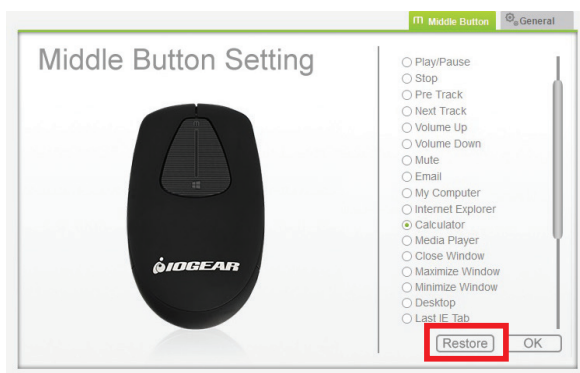 m Middle Button
General
Middle Button Setting
Play/Pause
Stop
Pre Track
Next Track
Volume Up
Volume Down
Mute
Email
My Computer
Internet Explorer
Calculator
Media Player
Close Window
Maximize Window
Minimize Window
Desktop
Last IE Tab
IOGEAR
Restore
OK